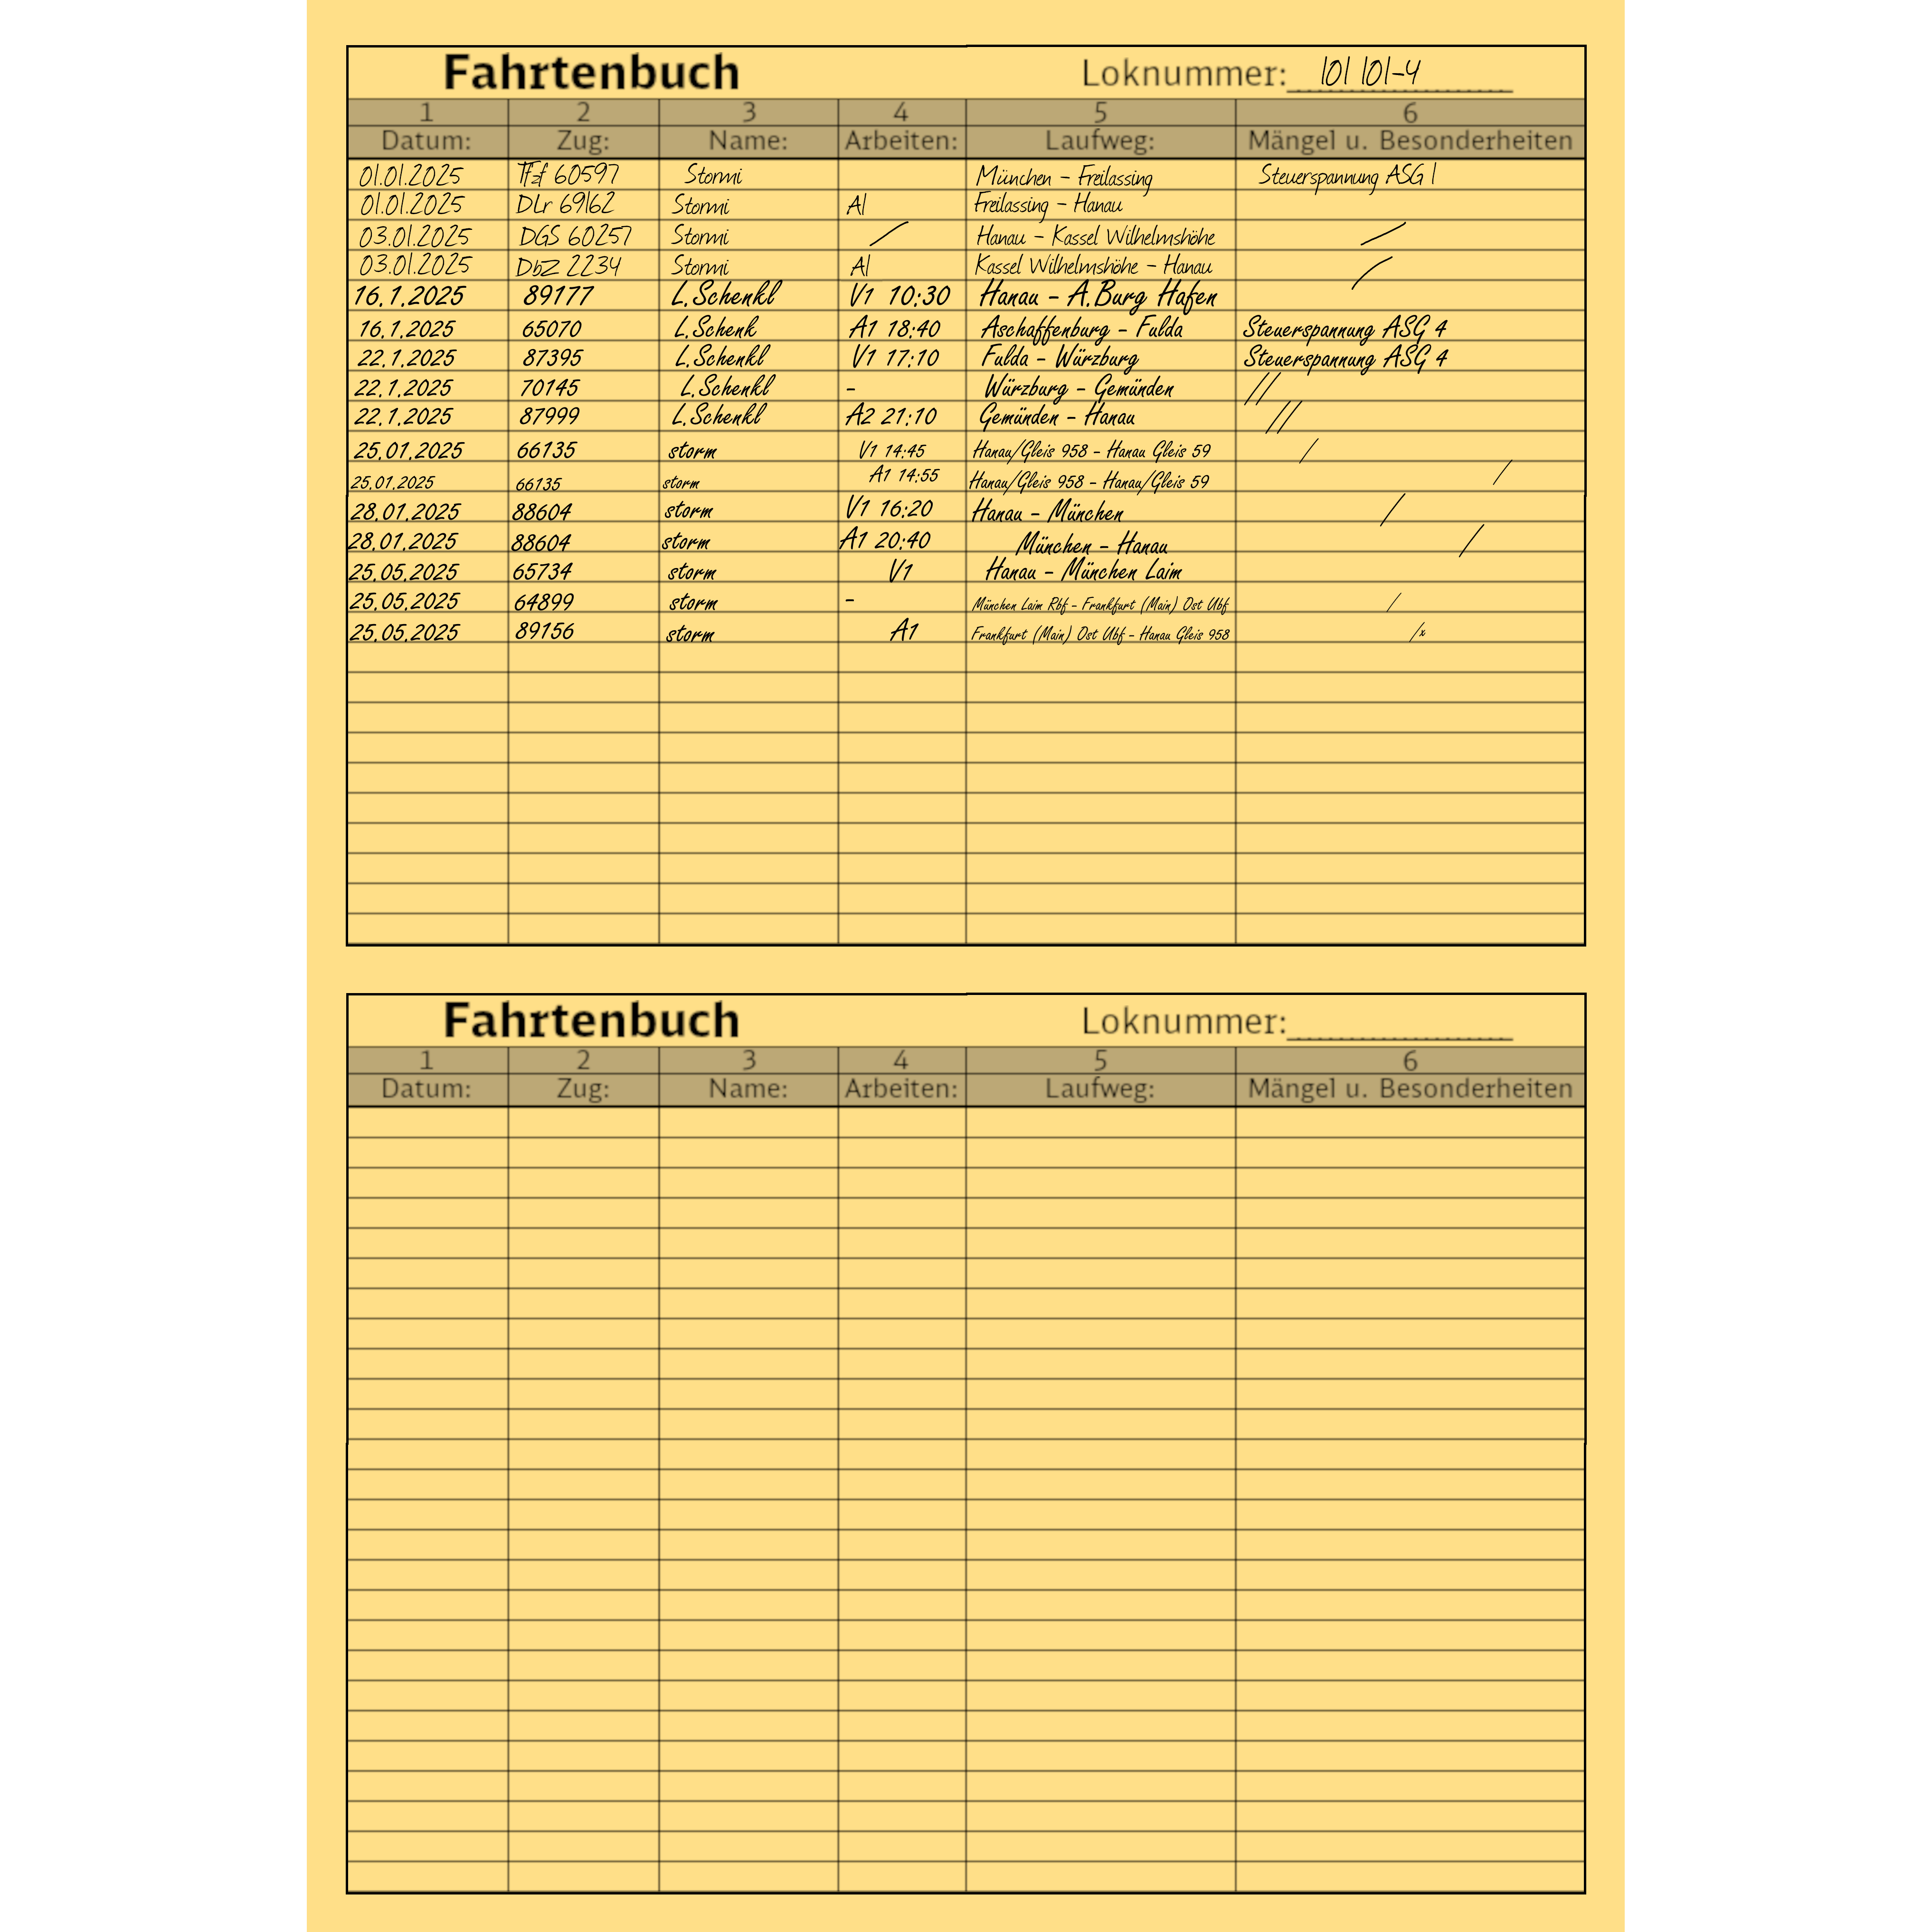 Fahrtenbuch Loknummer: 101 101-4
1 2 3 4 5 6
Datum: Zug: Name: Arbeiten: Laufweg: Mängel u. Besonderheiten
01.01.2025 Tfzf 60597 Stormi München - Freilassing Steuerspannung ASG 1
01.01.2025 DLr 69162 Stormi A1 Freilassing - Hanau
03.01.2025 DGS 60257 Stormi / Hanau - Kassel Wilhelmshöhe /
03.01.2025 DbZ 2234 Stormi A1 Kassel Wilhelmshöhe - Hanau /
16.1.2025 89177 L.Schenkl V1 10:30 Hanau - A.Burg Hafen
16.1.2025 65070 L.Schenk A1 18:40 Aschaffenburg - Fulda Steuerspannung ASG 4
22.1.2025 87395 L.Schenkl V1 17:10 Fulda - Würzburg Steuerspannung ASG 4
22.1.2025 70145 L.Schenkl - Würzburg - Gemünden //
22.1.2025 87999 L.Schenkl A2 21:10 Gemünden - Hanau //
25.01.2025 66135 storm V1 14:45 Hanau/Gleis 958 - Hanau Gleis 59 /
25.01.2025 66135 storm A1 14:55 Hanau/Gleis 958 - Hanau/Gleis 59 /
28.01.2025 88604 storm V1 16:20 Hanau - München /
28.01.2025 88604 storm A1 20:40 München - Hanau /
25.05.2025 65734 storm V1 Hanau - München Laim
25.05.2025 64899 storm - München Laim Rbf - Frankfurt (Main) Ost Ubf /
25.05.2025 89156 storm A1 Frankfurt (Main) Ost Ubf - Hanau Gleis 958 /x
Fahrtenbuch Loknummer:
1 2 3 4 5 6
Datum: Zug: Name: Arbeiten: Laufweg: Mängel u. Besonderheiten